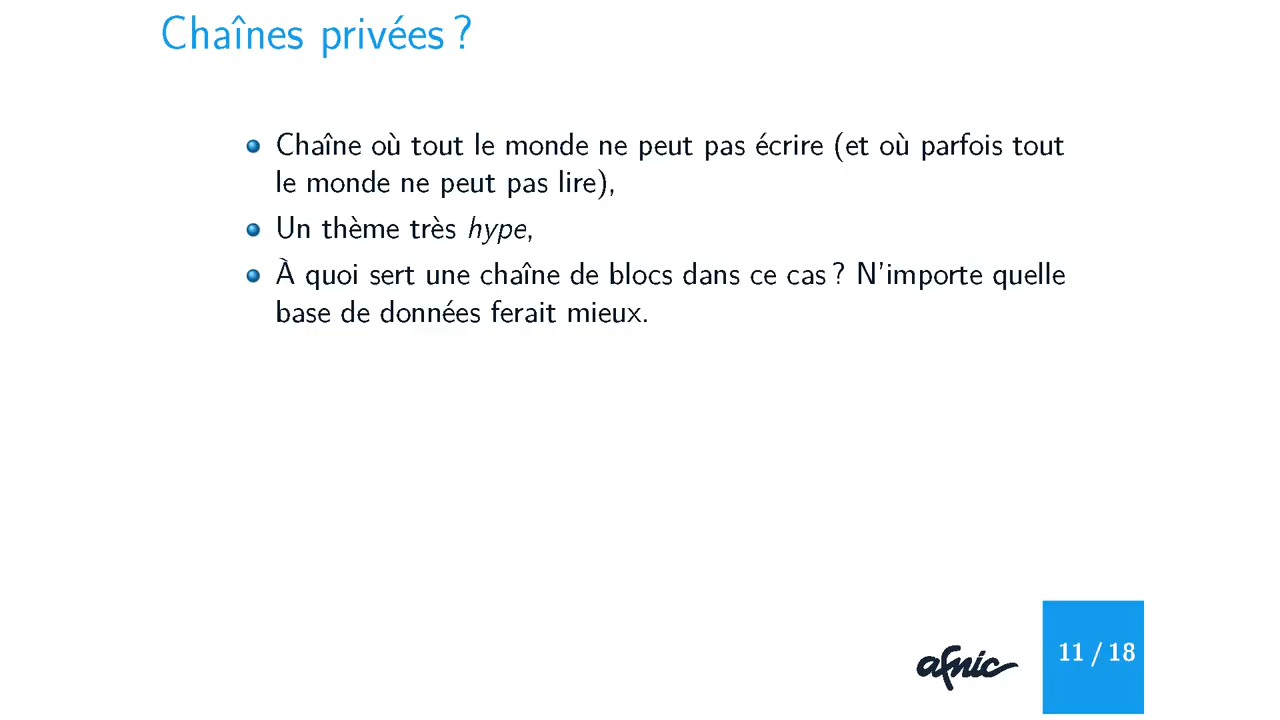 Chaînes privées ?
Chaîne où tout le monde ne peut pas écrire (et où parfois tout
le monde ne peut pas lire),
Un thème très hype,
À quoi sert une chaîne de blocs dans ce cas ? N'importe quelle
base de données ferait mieux.
afnic
11 / 18